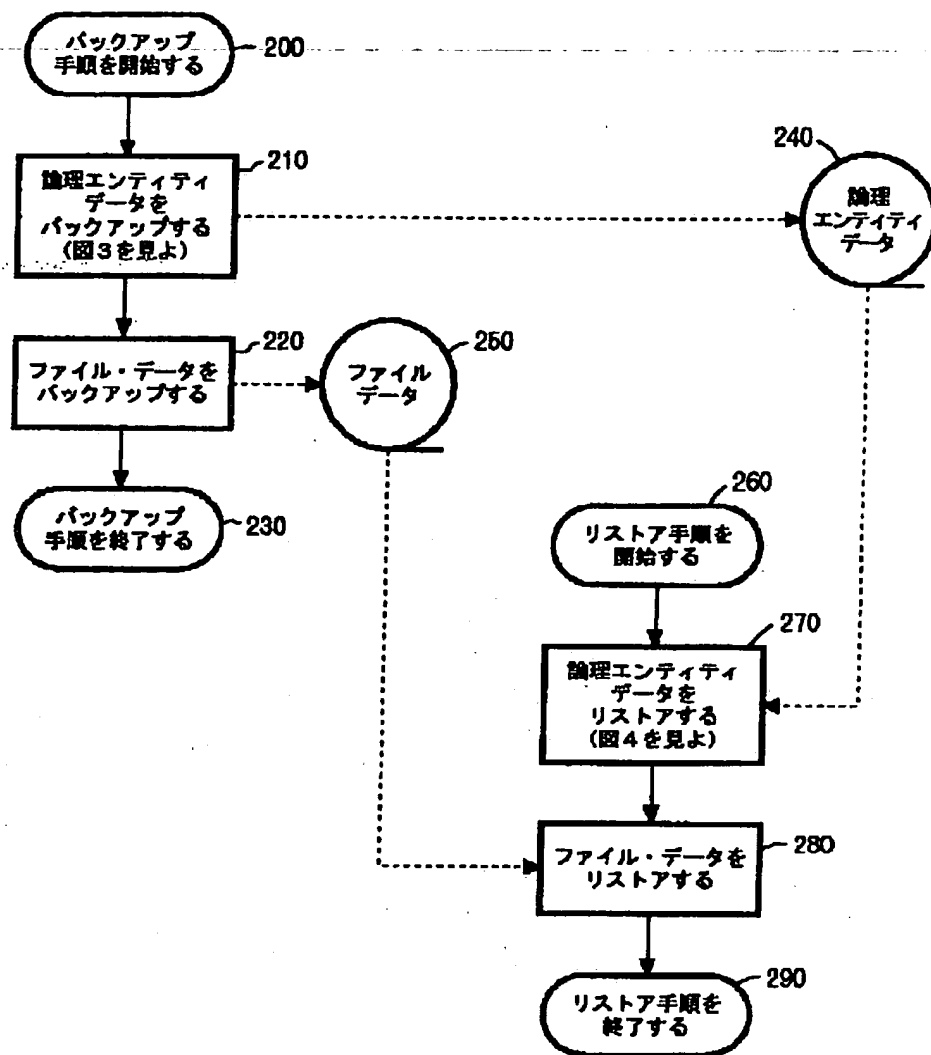 バックアップ
手順を開始する
200
210
論理エンティティ
データを
バックアップする
(図3を見よ)
240
論理
エンティティ
データ
220
ファイル・データを
バックアップする
250
ファイル
データ
バックアップ
手順を終了する
230
260
リストア手順を
開始する
270
論理エンティティ
データを
リストアする
(図4を見よ)
ファイル・データを
リストアする
280
290
リストア手順を
終了する